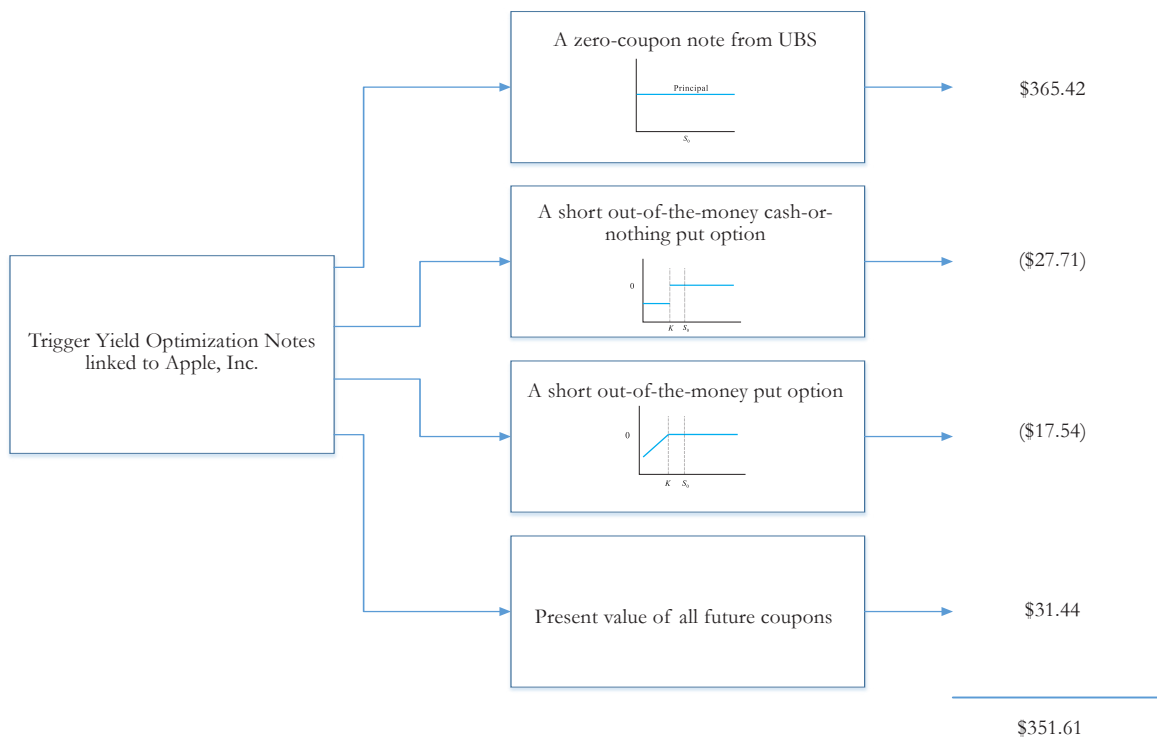 A zero-coupon note from UBS
Principal
S₀
$365.42
A short out-of-the-money cash-or-
nothing put option
0
K S₀
($27.71)
Trigger Yield Optimization Notes
linked to Apple, Inc.
A short out-of-the-money put option
0
K S₀
($17.54)
Present value of all future coupons
$31.44
$351.61